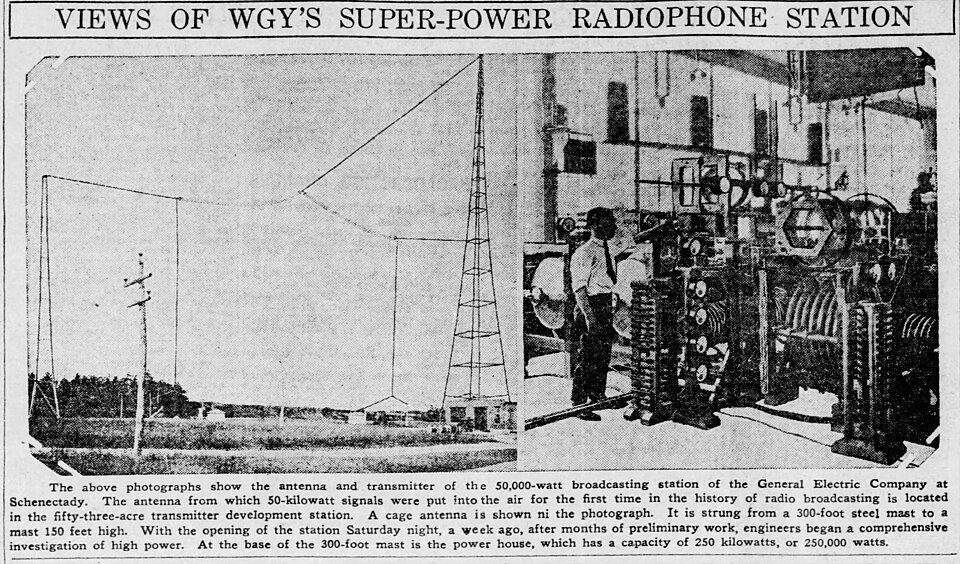 VIEWS OF WGY'S SUPER-POWER RADIOPHONE STATION
The above photographs show the antenna and transmitter of the 50,000-watt broadcasting station of the General Electric Company at
Schenectady. The antenna from which 50-kilowatt signals were put into the air for the first time in the history of radio broadcasting is located
in the fifty-three-acre transmitter development station. A cage antenna is shown ni the photograph. It is strung from a 300-foot steel mast to a
mast 150 feet high. With the opening of the station Saturday night, a week ago, after months of preliminary work, engineers began a comprehensive
investigation of high power. At the base of the 300-foot mast is the power house, which has a capacity of 250 kilowatts, or 250,000 watts.